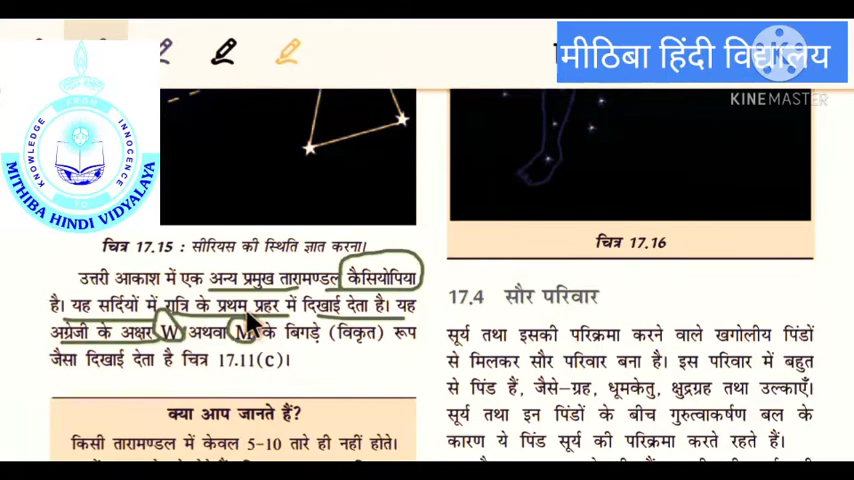 मीठिबा हिंदी विद्यालय
KINEMASTER
FROM
KNOWLEDGE
INNOCENCE
TO
MITHIBA HINDI VIDYALAYA
चित्र 17.15 : सीरियस की स्थिति ज्ञात करना।
उत्तरी आकाश में एक अन्य प्रमुख तारामण्डल कैसियोपिया
है। यह सर्दियों में रात्रि के प्रथम प्रहर में दिखाई देता है। यह
अग्रेजी के अक्षर W अथवा M के बिगड़े (विकृत) रूप
जैसा दिखाई देता है चित्र 17.11(c)।
क्या आप जानते हैं?
किसी तारामण्डल में केवल 5-10 तारे ही नहीं होते।
चित्र 17.16
17.4 सौर परिवार
सूर्य तथा इसकी परिक्रमा करने वाले खगोलीय पिंडों
से मिलकर सौर परिवार बना है। इस परिवार में बहुत
से पिंड हैं, जैसे–ग्रह, धूमकेतु, क्षुद्रग्रह तथा उल्काएँ।
सूर्य तथा इन पिंडों के बीच गुरुत्वाकर्षण बल के
कारण ये पिंड सूर्य की परिक्रमा करते रहते हैं।